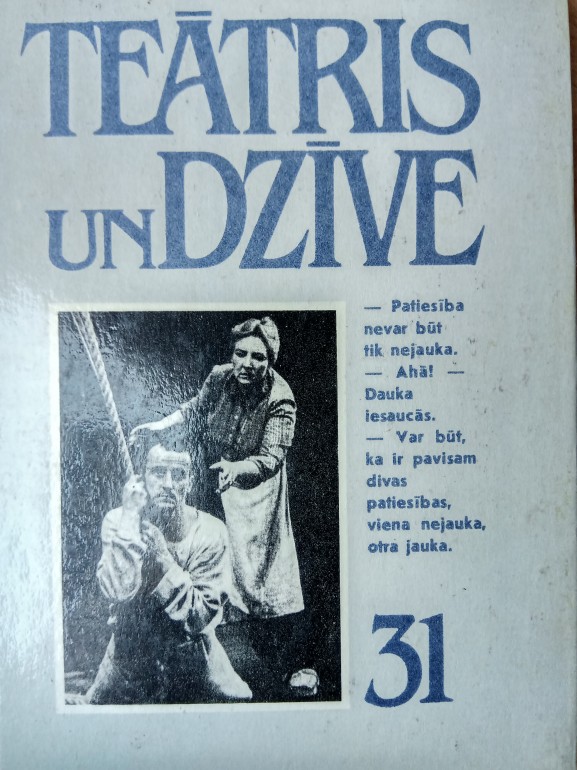 TEĀTRIS
UN DZĪVE
— Patiesība
nevar būt
tik nejauka.
— Ahā! —
Dauka
iesaucās.
— Var būt,
ka ir pavisam
divas
patiesības,
viena nejauka,
otra jauka.
31